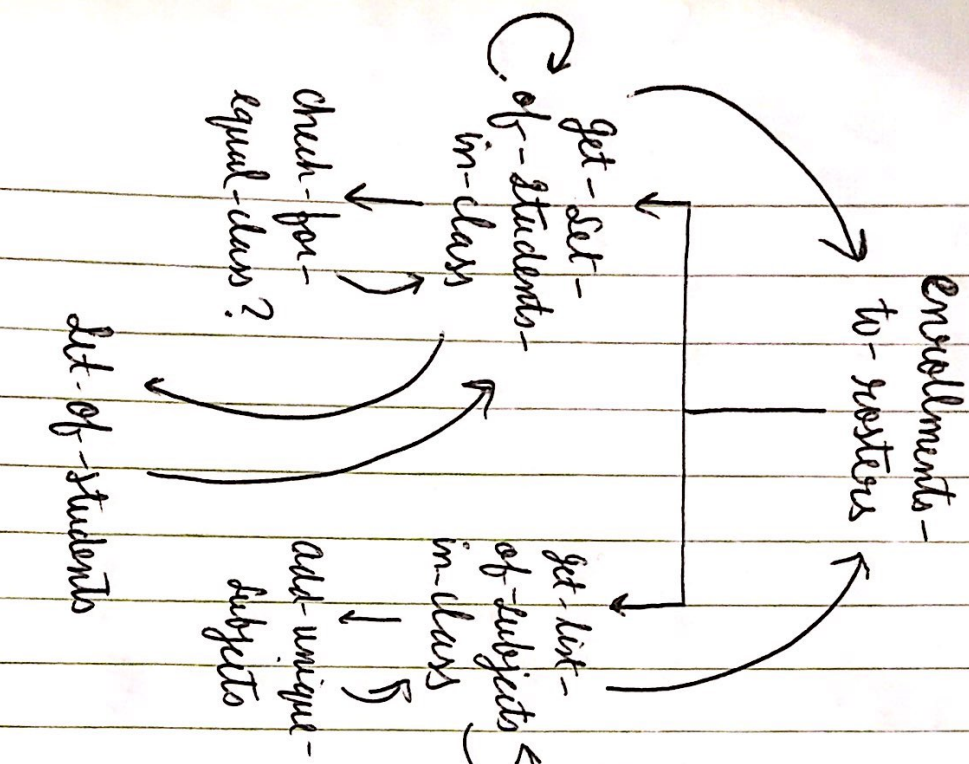 enrollments-
to-rosters
get-set-
of-students-
in-class
check-for-
equal-class?
set-of-students
get-list-
of-subjects
in-class
add-unique-
subjects